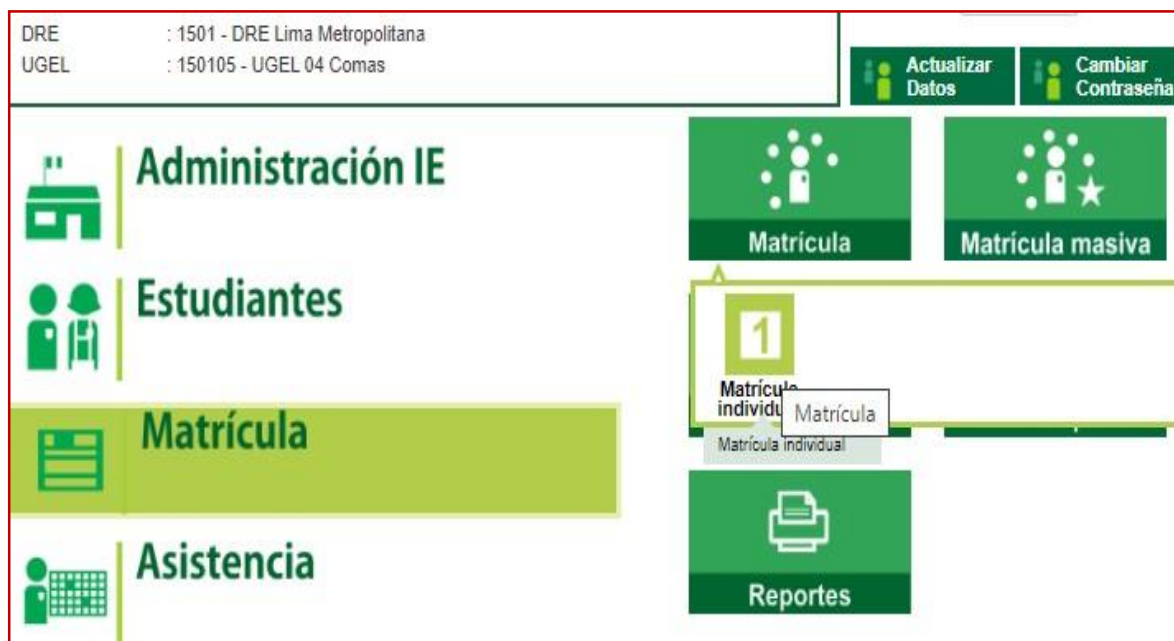 DRE : 1501 - DRE Lima Metropolitana
UGEL : 150105 - UGEL 04 Comas
Actualizar
Datos
Cambiar
Contraseña
Administración IE
Estudiantes
Matrícula
Asistencia
Matrícula
Matrícula masiva
1
individu
Matrícula
Matrícula individual
Reportes